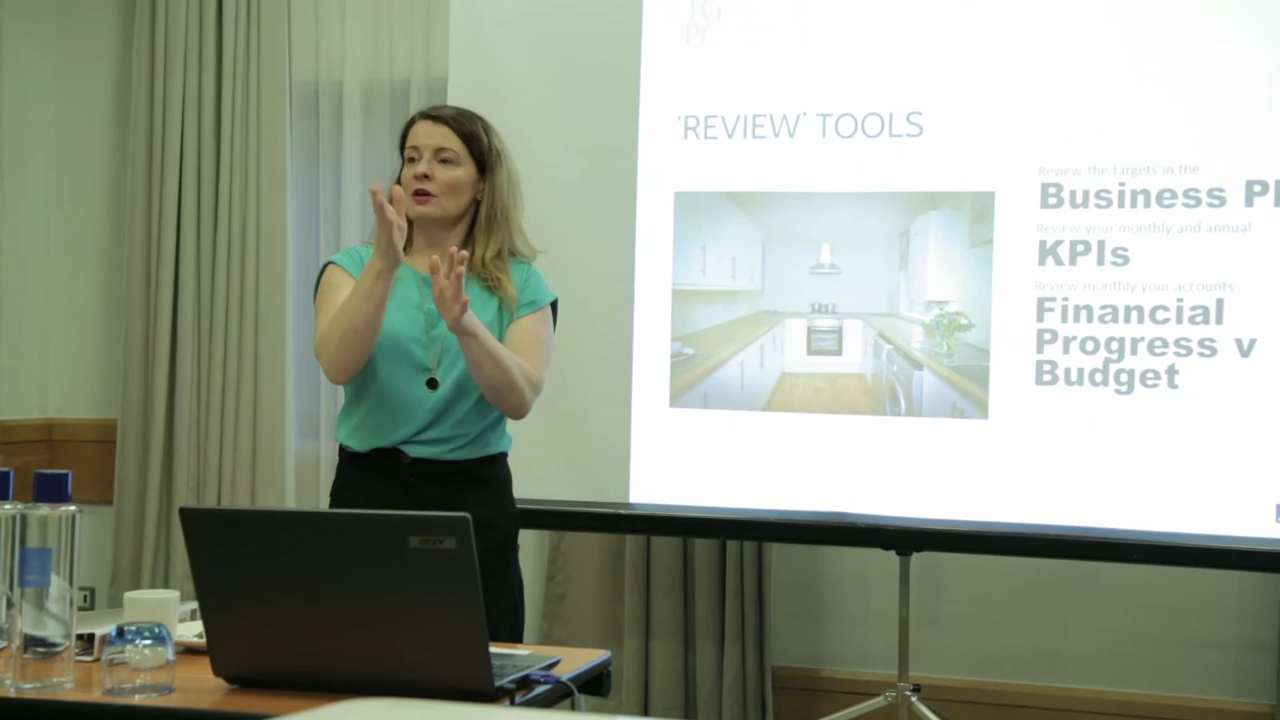 'REVIEW' TOOLS
Review the targets in the
Business Pl
Review your monthly and annual
KPIs
Review monthly your accounts
Financial
Progress v
Budget
acer